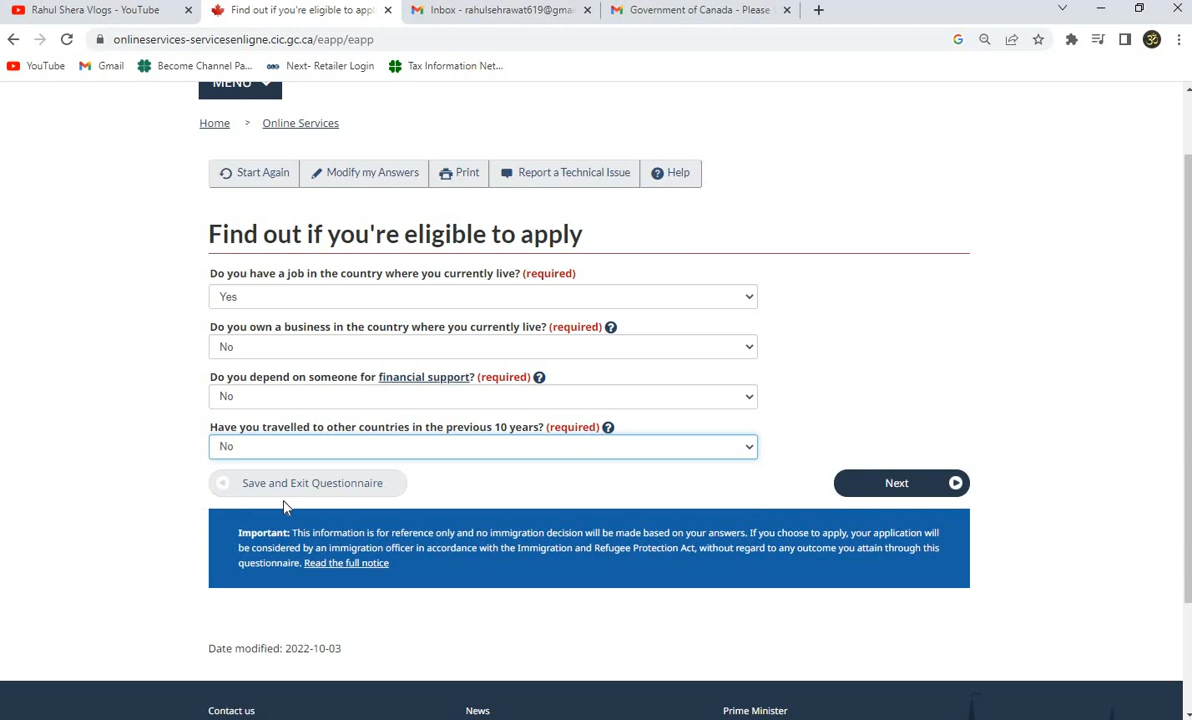 Rahul Shera Vlogs - YouTube
Find out if you're eligible to appl
Inbox - rahulsehrawat619@gmai
Government of Canada - Please
onlineservices-servicesenligne.cic.gc.ca/eapp/eapp
YouTube
Gmail
Become Channel Pa...
Next- Retailer Login
Tax Information Net...
MENU
Home > Online Services
Start Again
Modify my Answers
Print
Report a Technical Issue
Help
Find out if you're eligible to apply
Do you have a job in the country where you currently live? (required)
Yes
Do you own a business in the country where you currently live? (required)
No
Do you depend on someone for financial support? (required)
No
Have you travelled to other countries in the previous 10 years? (required)
No
Save and Exit Questionnaire
Next
Important: This information is for reference only and no immigration decision will be made based on your answers. If you choose to apply, your application will
be considered by an immigration officer in accordance with the Immigration and Refugee Protection Act, without regard to any outcome you attain through this
questionnaire. Read the full notice
Date modified: 2022-10-03
Contact us
News
Prime Minister